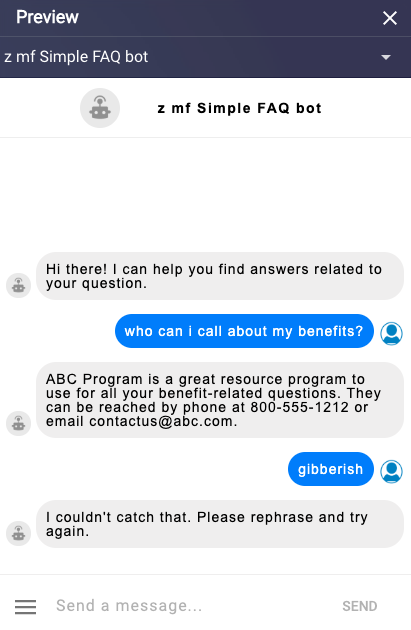 Preview
z mf Simple FAQ bot
z mf Simple FAQ bot
Hi there! I can help you find answers related to
your question.
who can i call about my benefits?
ABC Program is a great resource program to
use for all your benefit-related questions. They
can be reached by phone at 800-555-1212 or
email contactus@abc.com.
gibberish
I couldn't catch that. Please rephrase and try
again.
Send a message...
SEND